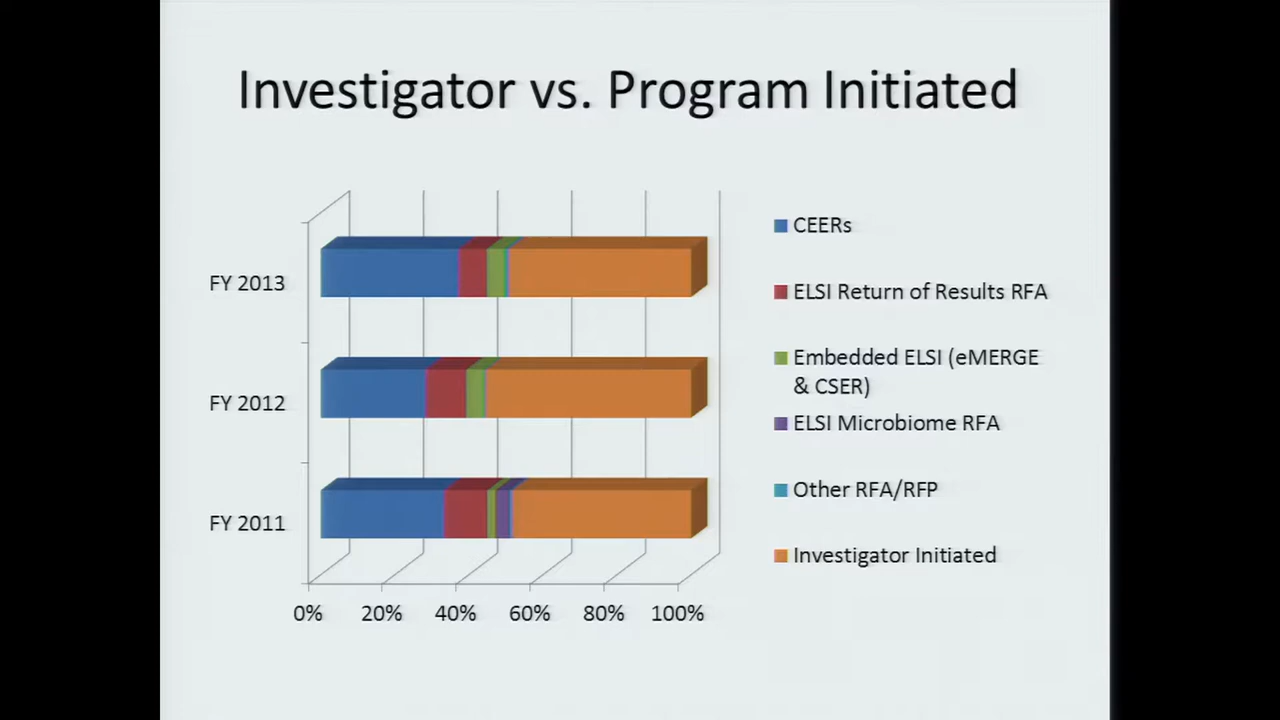 Investigator vs. Program Initiated
FY 2013
FY 2012
FY 2011
0% 20% 40% 60% 80% 100%
CEERs
ELSI Return of Results RFA
Embedded ELSI (eMERGE
& CSER)
ELSI Microbiome RFA
Other RFA/RFP
Investigator Initiated